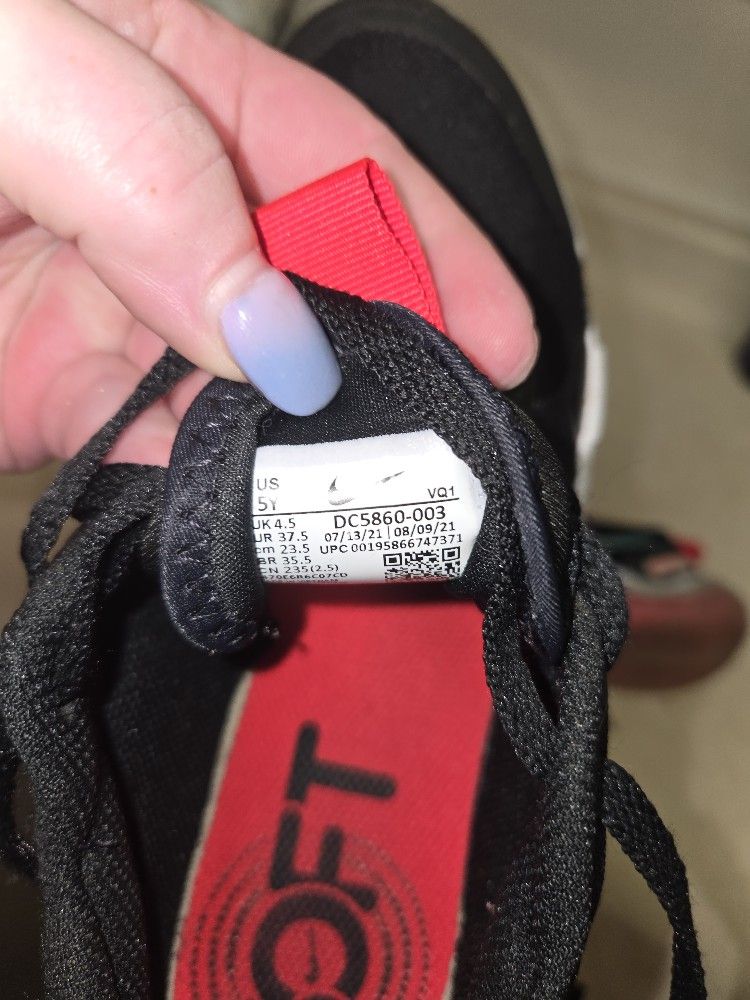 US
5Y
VQ1
UK 4.5
DC5860-003
UR 37.5
07/13/21 | 08/09/21
cm 23.5
UPC 00195866747371
BR 35.5
CN 235(2.5)
OFT